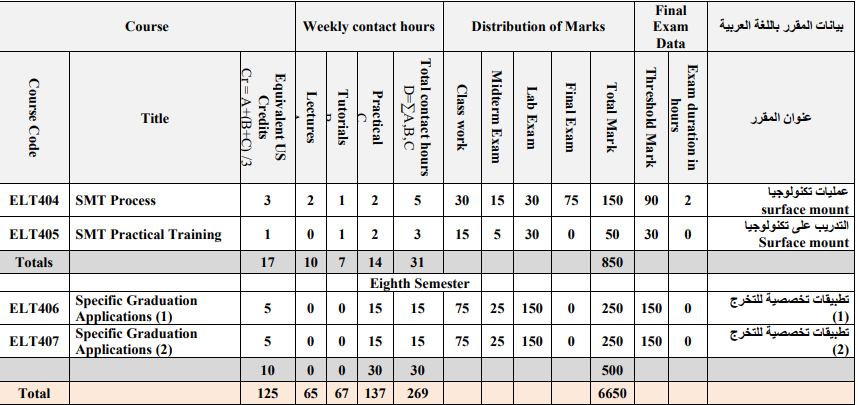 Course Weekly contact hours Distribution of Marks Final Exam Data بيانات المقرر باللغة العربية
Course Code Title Equivalent US Credits Cr = A+(B+C) /3 Lectures Tutorials Practical Total contact hours D=∑A,B,C Class work Midterm Exam Lab Exam Final Exam Total Mark Threshold Mark Exam duration in hours عنوان المقرر
ELT404 SMT Process 3 2 1 2 5 30 15 30 75 150 90 2 عمليات تكنولوجيا
surface mount
ELT405 SMT Practical Training 1 0 1 2 3 15 5 30 0 50 30 0 التدريب على تكنولوجيا
Surface mount
Totals 17 10 7 14 31 850
Eighth Semester
ELT406 Specific Graduation Applications (1) 5 0 0 15 15 75 25 150 0 250 150 0 تطبيقات تخصصية للتخرج
(1)
ELT407 Specific Graduation Applications (2) 5 0 0 15 15 75 25 150 0 250 150 0 تطبيقات تخصصية للتخرج
(2)
10 0 0 30 30 500
Total 125 65 67 137 269 6650